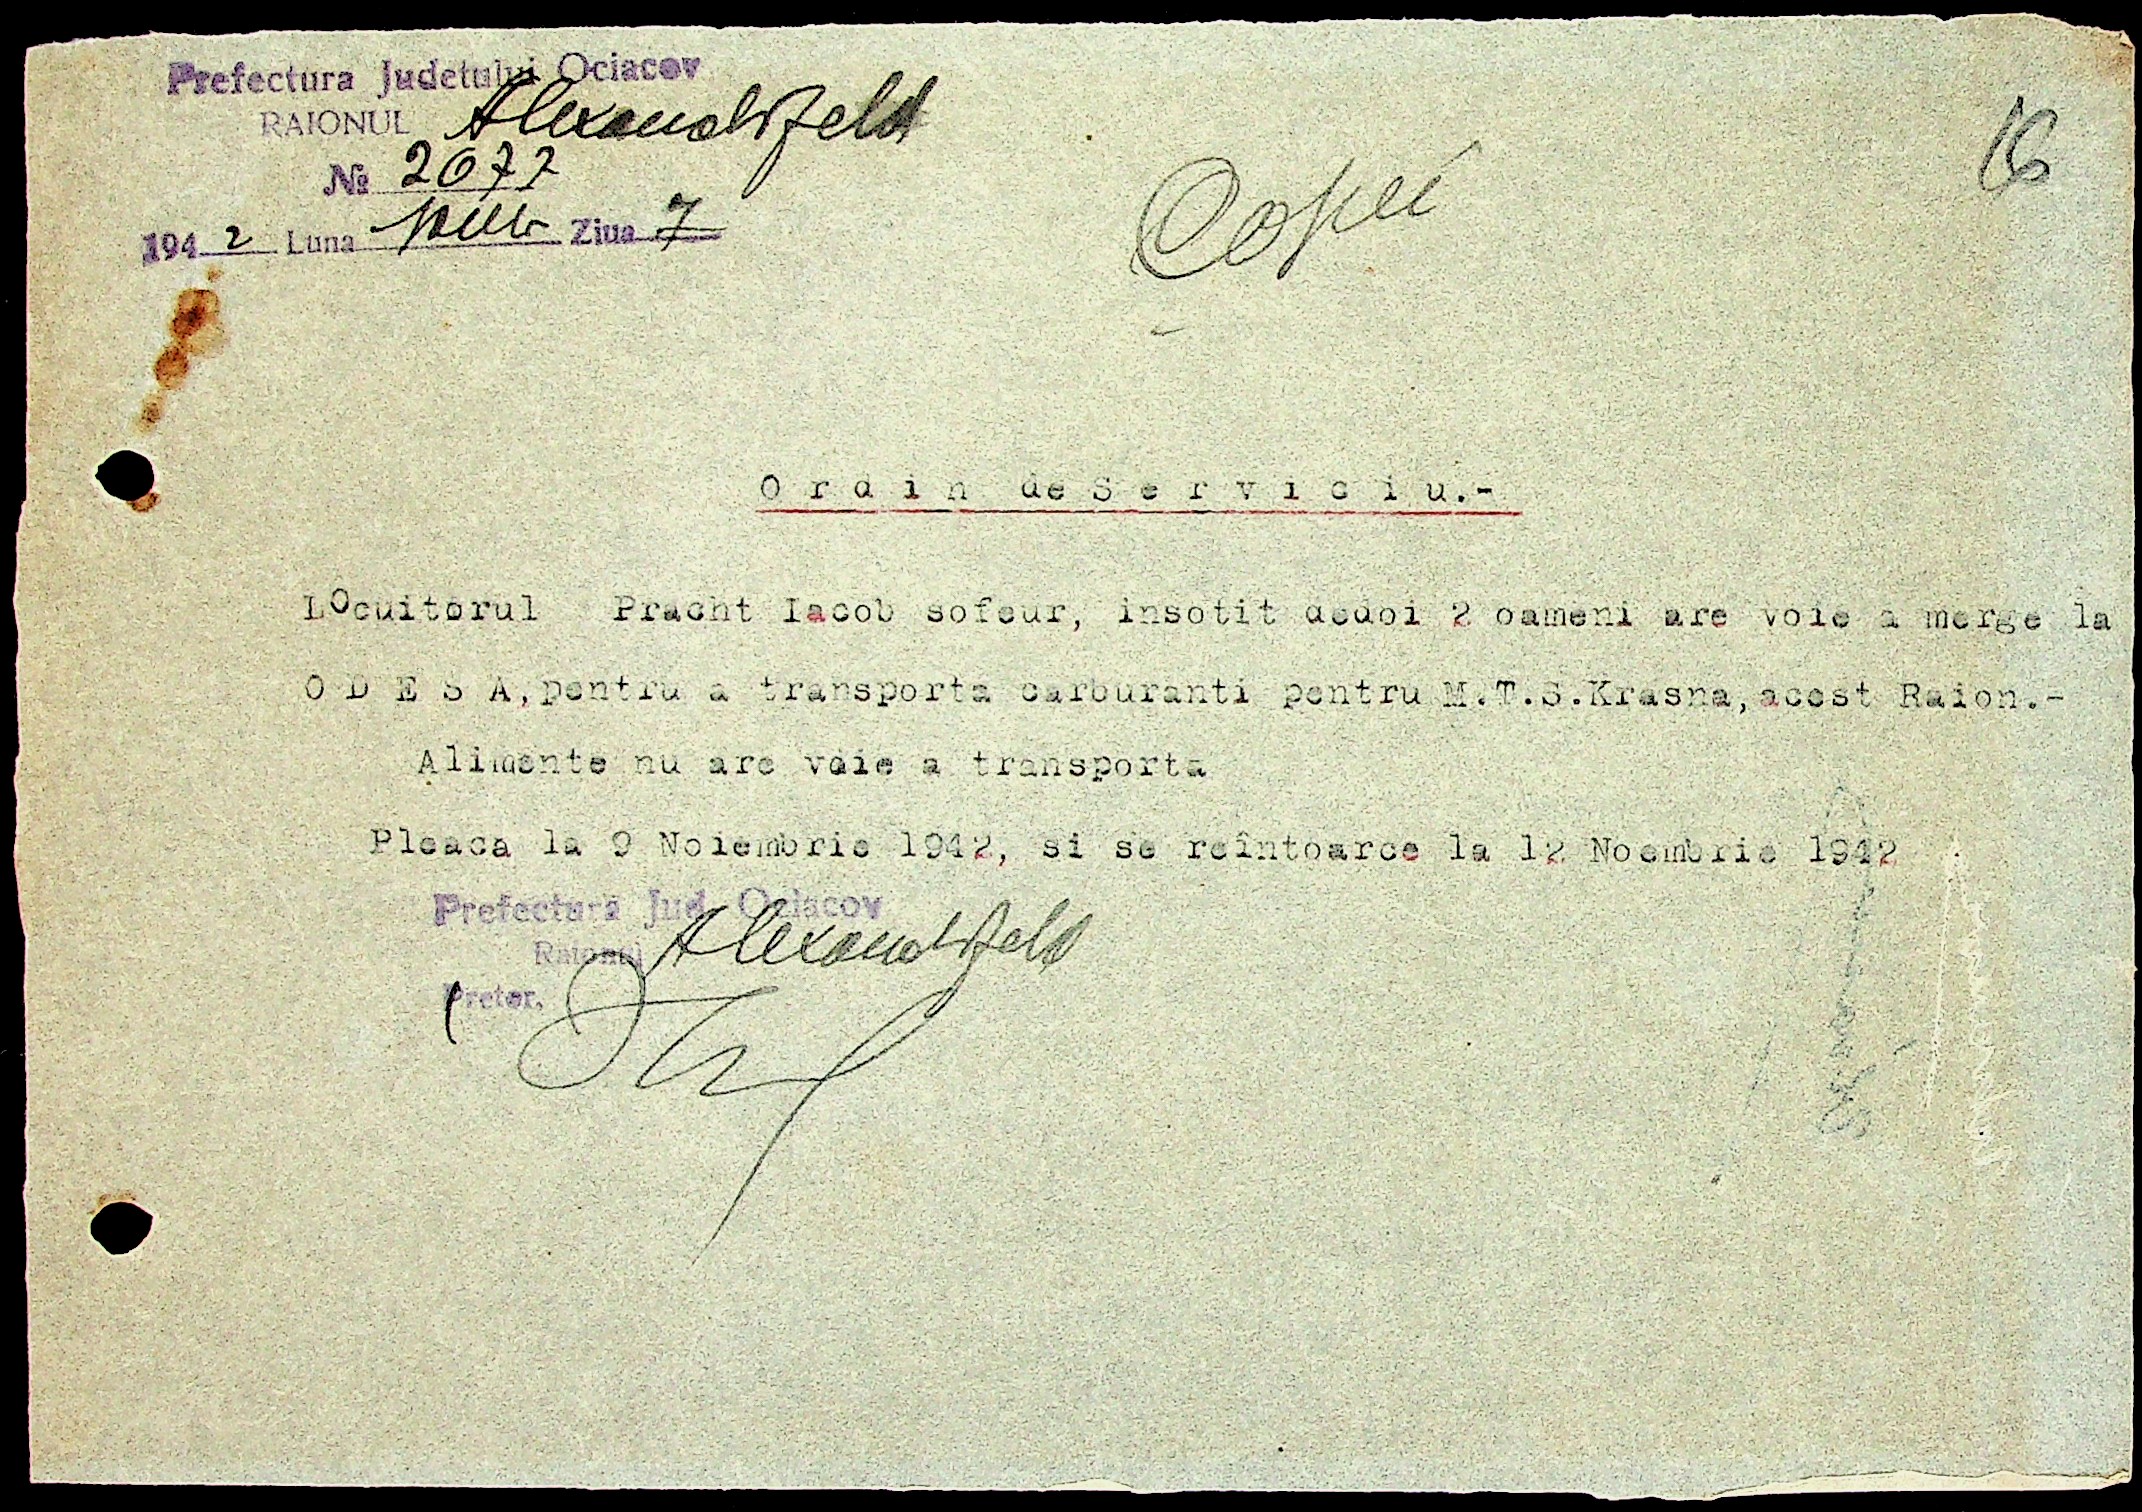 Prefectura Judetului Ociacov
RAIONUL Alexandrfeld
№ 2077
1942 Luna Ziua 7
Copie
16
Ordin de Serviciu.-
LOcuitorul Pracht Iacob sofeur, insotit dedoi 2 oameni are voie a merge la
O D E S A, pentru a transporta carburanti pentru M.T.S.Krasna, acest Raion.-
Alimente nu are voie a transporta
Pleaca la 9 Noiembrie 1942, si se reîntoarce la 12 Noembrie 1942
Prefectura Jud. Ociacov
Raionul Alexandrfeld
Pretor,